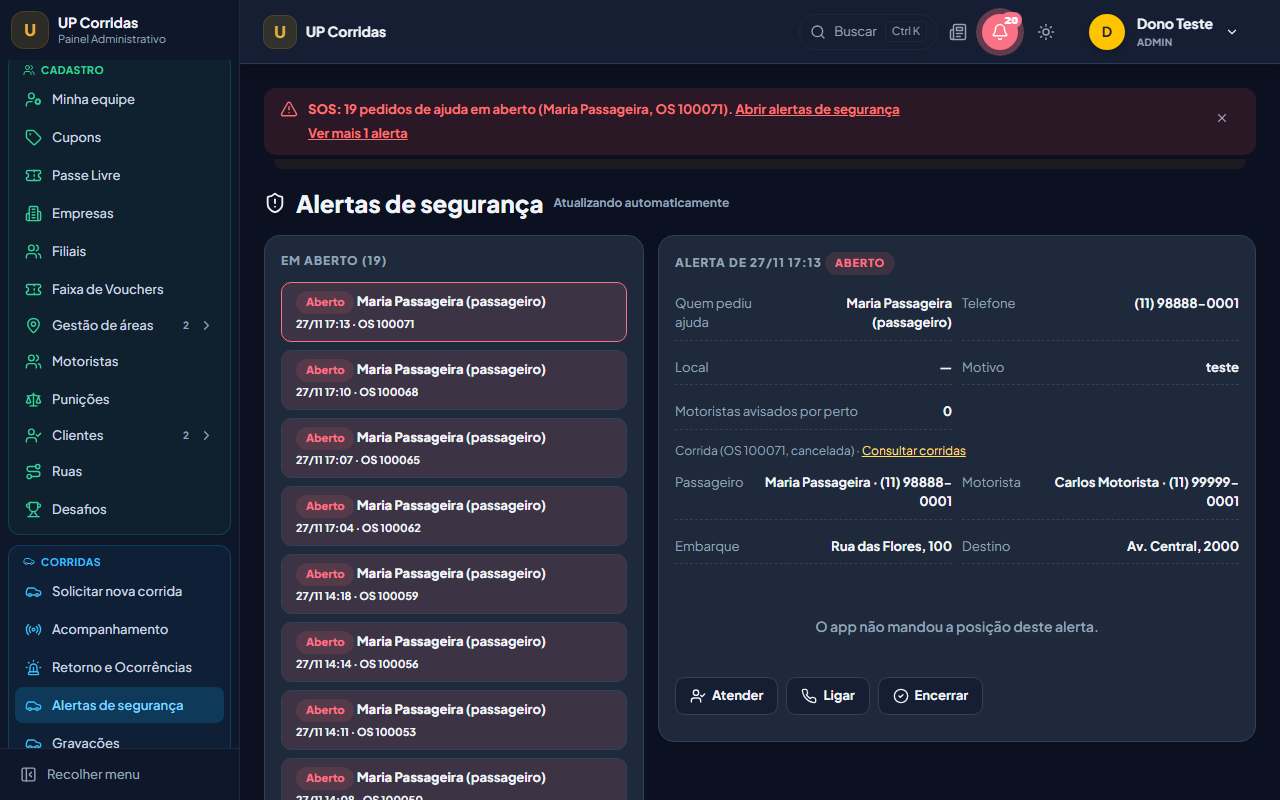 U
UP Corridas
Painel Administrativo
CADASTRO
Minha equipe
Cupons
Passe Livre
Empresas
Filiais
Faixa de Vouchers
Gestão de áreas 2
Motoristas
Punições
Clientes 2
Ruas
Desafios
CORRIDAS
Solicitar nova corrida
Acompanhamento
Retorno e Ocorrências
Alertas de segurança
Gravações
Recolher menu
U UP Corridas
Buscar Ctrl K
20
D
Dono Teste
ADMIN
SOS: 19 pedidos de ajuda em aberto (Maria Passageira, OS 100071). Abrir alertas de segurança
Ver mais 1 alerta
Alertas de segurança Atualizando automaticamente
EM ABERTO (19)
Aberto Maria Passageira (passageiro)
27/11 17:13 · OS 100071
Aberto Maria Passageira (passageiro)
27/11 17:10 · OS 100068
Aberto Maria Passageira (passageiro)
27/11 17:07 · OS 100065
Aberto Maria Passageira (passageiro)
27/11 17:04 · OS 100062
Aberto Maria Passageira (passageiro)
27/11 14:18 · OS 100059
Aberto Maria Passageira (passageiro)
27/11 14:14 · OS 100056
Aberto Maria Passageira (passageiro)
27/11 14:11 · OS 100053
Aberto Maria Passageira (passageiro)
27/11 14:08 · OS 100050
ALERTA DE 27/11 17:13 ABERTO
Quem pediu ajuda Maria Passageira (passageiro) Telefone (11) 98888-0001
Local — Motivo teste
Motoristas avisados por perto 0
Corrida (OS 100071, cancelada) · Consultar corridas
Passageiro Maria Passageira · (11) 98888-0001 Motorista Carlos Motorista · (11) 99999-0001
Embarque Rua das Flores, 100 Destino Av. Central, 2000
O app não mandou a posição deste alerta.
Atender Ligar Encerrar